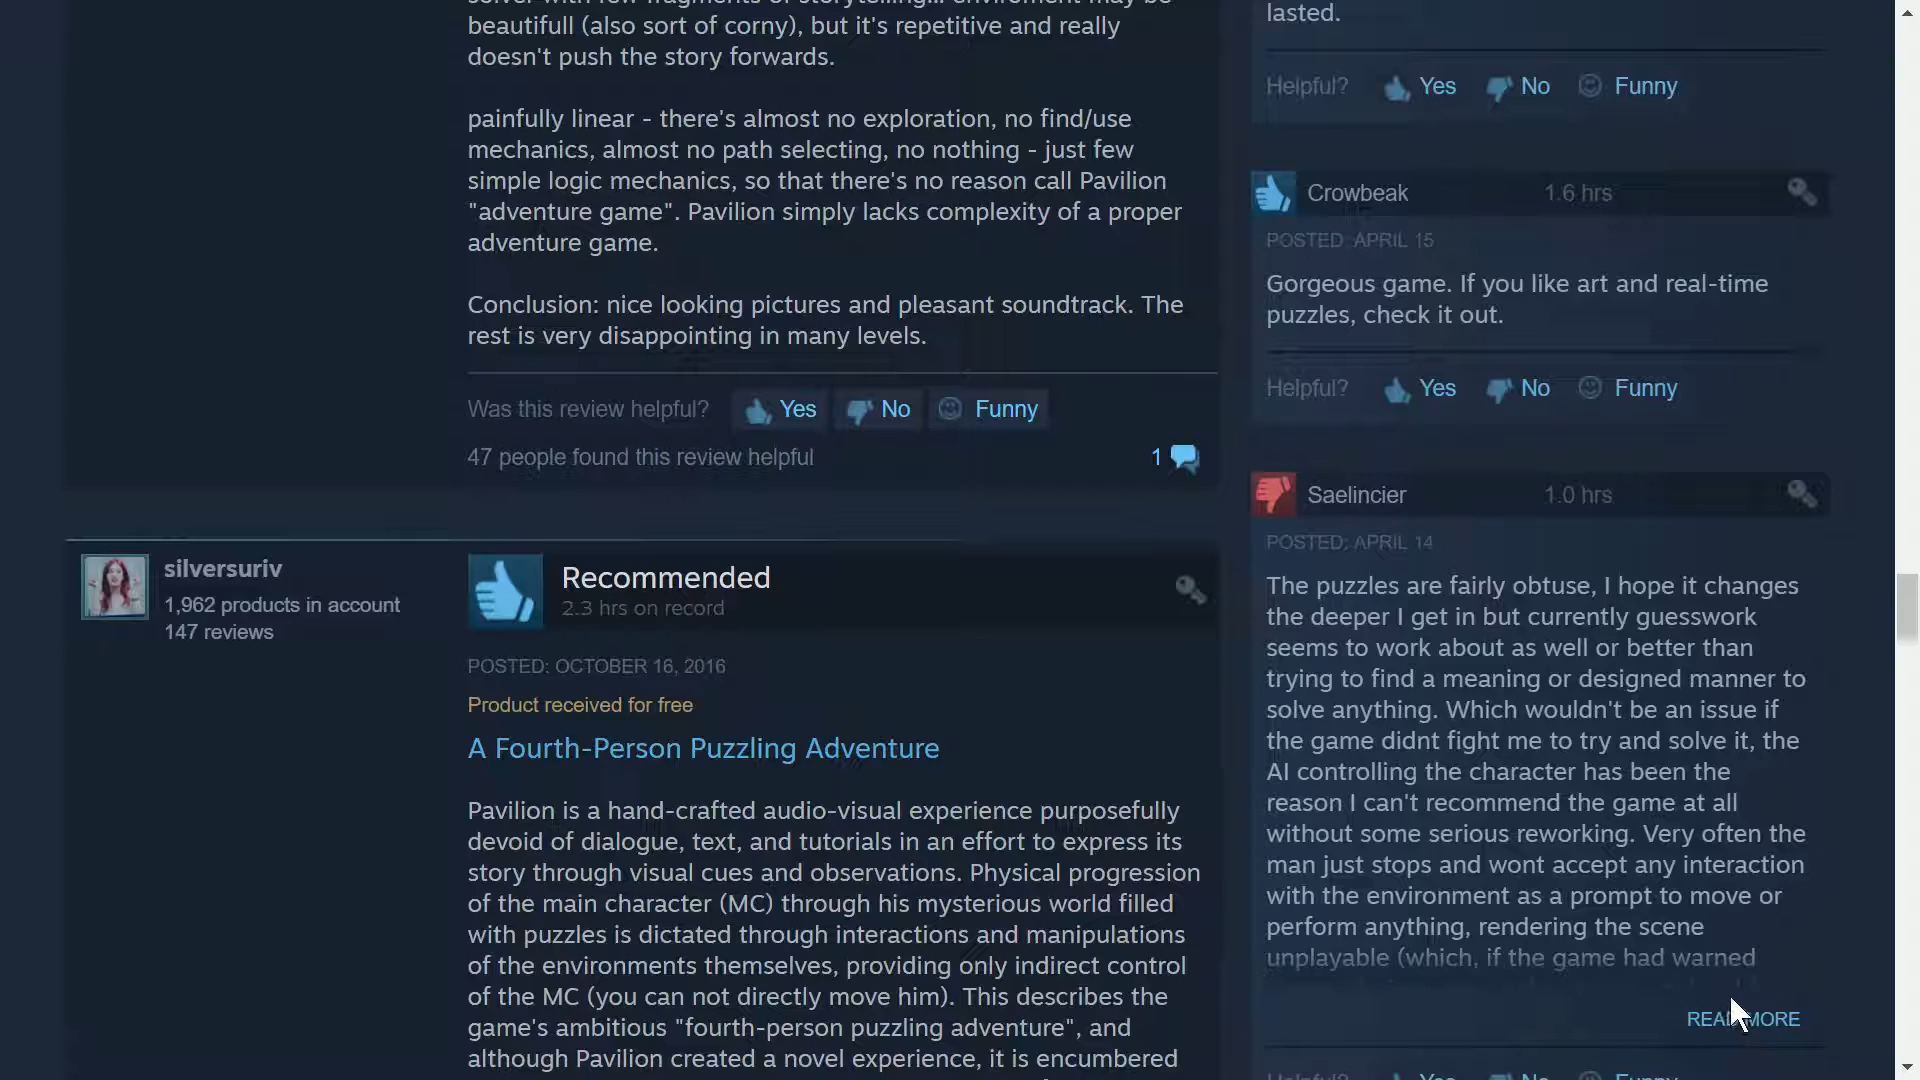 beautifull (also sort of corny), but it's repetitive and really
doesn't push the story forwards.
painfully linear - there's almost no exploration, no find/use
mechanics, almost no path selecting, no nothing - just few
simple logic mechanics, so that there's no reason call Pavilion
"adventure game". Pavilion simply lacks complexity of a proper
adventure game.
Conclusion: nice looking pictures and pleasant soundtrack. The
rest is very disappointing in many levels.
Was this review helpful? Yes No Funny
47 people found this review helpful
1
silversuriv
1,962 products in account
147 reviews
Recommended
2.3 hrs on record
POSTED: OCTOBER 16, 2016
Product received for free
A Fourth-Person Puzzling Adventure
Pavilion is a hand-crafted audio-visual experience purposefully
devoid of dialogue, text, and tutorials in an effort to express its
story through visual cues and observations. Physical progression
of the main character (MC) through his mysterious world filled
with puzzles is dictated through interactions and manipulations
of the environments themselves, providing only indirect control
of the MC (you can not directly move him). This describes the
game's ambitious "fourth-person puzzling adventure", and
although Pavilion created a novel experience, it is encumbered
lasted.
Helpful? Yes No Funny
Crowbeak 1.6 hrs
POSTED: APRIL 15
Gorgeous game. If you like art and real-time
puzzles, check it out.
Helpful? Yes No Funny
Saelincier 1.0 hrs
POSTED: APRIL 14
The puzzles are fairly obtuse, I hope it changes
the deeper I get in but currently guesswork
seems to work about as well or better than
trying to find a meaning or designed manner to
solve anything. Which wouldn't be an issue if
the game didnt fight me to try and solve it, the
AI controlling the character has been the
reason I can't recommend the game at all
without some serious reworking. Very often the
man just stops and wont accept any interaction
with the environment as a prompt to move or
perform anything, rendering the scene
unplayable (which, if the game had warned
READ MORE